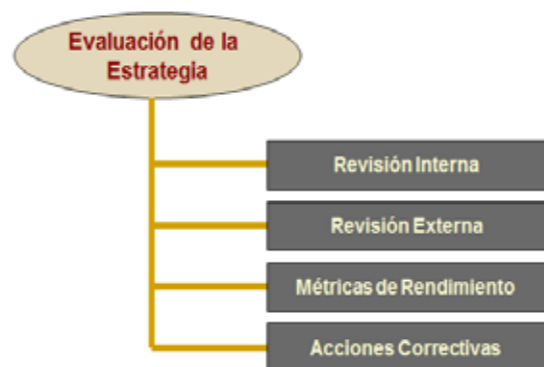 Evaluación de la
Estrategia
Revisión Interna
Revisión Externa
Métricas de Rendimiento
Acciones Correctivas